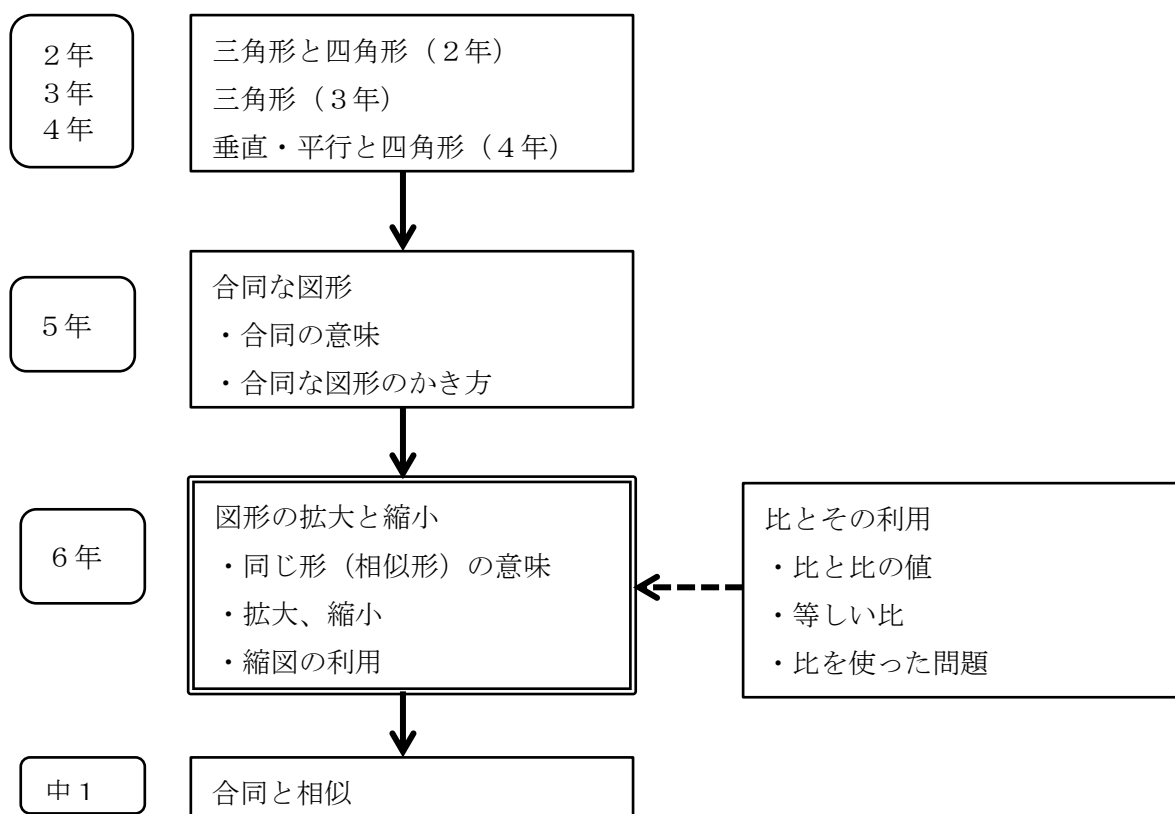 ２年
３年
４年
三角形と四角形（２年）
三角形（３年）
垂直・平行と四角形（４年）
５年
合同な図形
・合同の意味
・合同な図形のかき方
６年
図形の拡大と縮小
・同じ形（相似形）の意味
・拡大、縮小
・縮図の利用
比とその利用
・比と比の値
・等しい比
・比を使った問題
中１
合同と相似